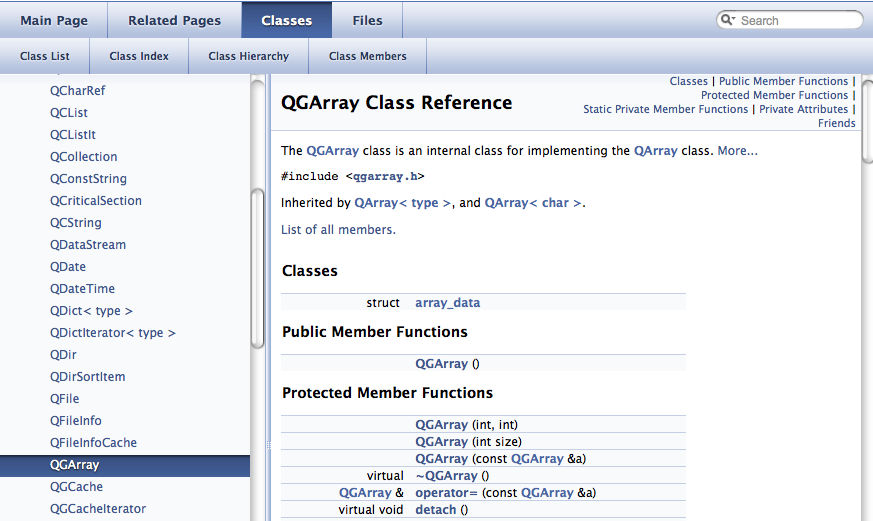 Main Page
Related Pages
Classes
Files
Search
Class List
Class Index
Class Hierarchy
Class Members
QCharRef
QCList
QCListIt
QCollection
QConstString
QCriticalSection
QCString
QDataStream
QDate
QDateTime
QDict< type >
QDictIterator< type >
QDir
QDirSortItem
QFile
QFileInfo
QFileInfoCache
QGArray
QGCache
QGCacheIterator
Classes | Public Member Functions |
Protected Member Functions |
Static Private Member Functions | Private Attributes |
Friends
QGArray Class Reference
The QGArray class is an internal class for implementing the QArray class. More...
#include <qgarray.h>
Inherited by QArray< type >, and QArray< char >.
List of all members.
Classes
struct array_data
Public Member Functions
QGArray ()
Protected Member Functions
QGArray (int, int)
QGArray (int size)
QGArray (const QGArray &a)
virtual ~QGArray ()
QGArray & operator= (const QGArray &a)
virtual void detach ()